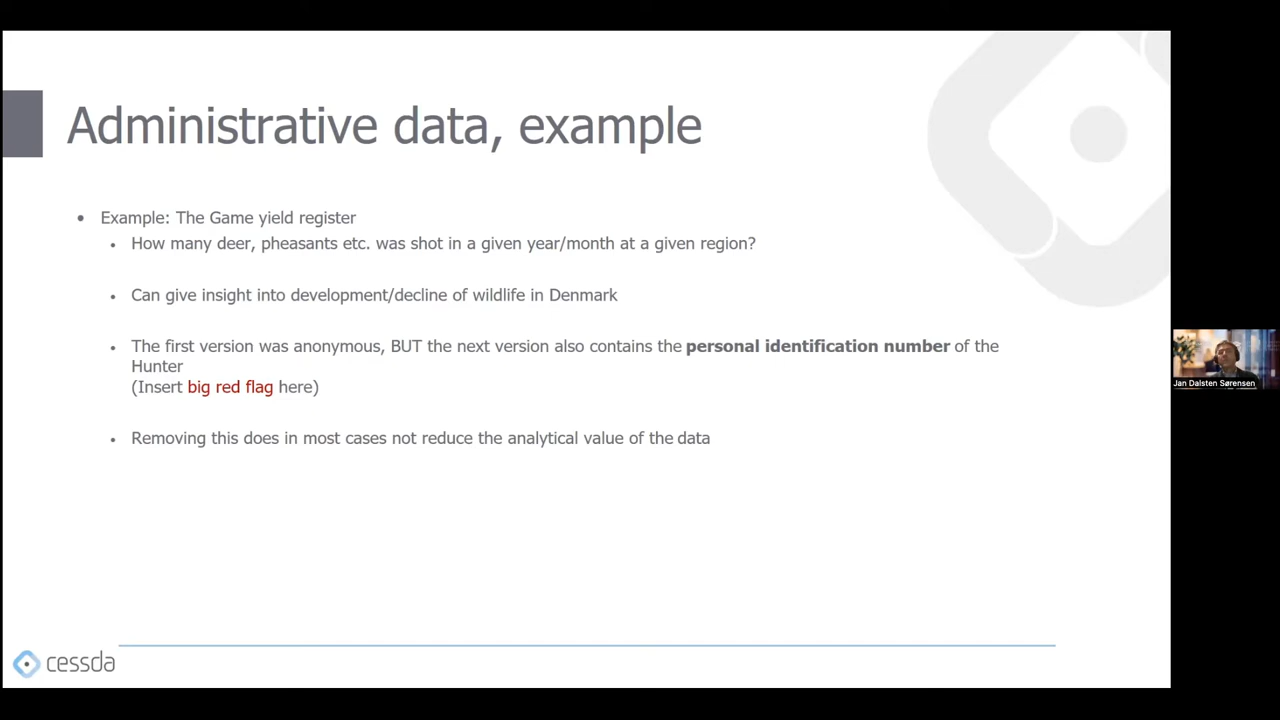 Administrative data, example
• Example: The Game yield register
• How many deer, pheasants etc. was shot in a given year/month at a given region?
• Can give insight into development/decline of wildlife in Denmark
• The first version was anonymous, BUT the next version also contains the personal identification number of the
Hunter
(Insert big red flag here)
• Removing this does in most cases not reduce the analytical value of the data
Jan Dalsten Sørensen
cessda